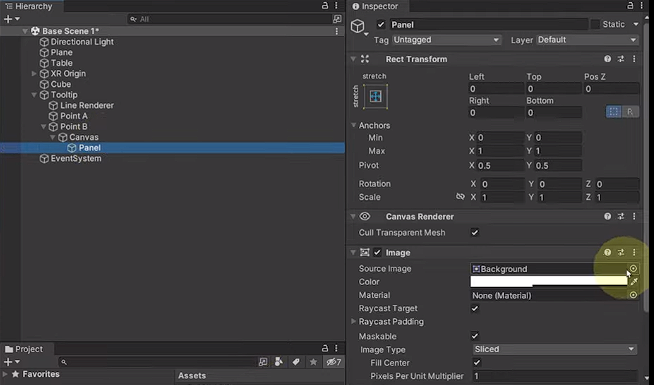 Hierarchy
All
Base Scene 1*
Directional Light
Plane
Table
XR Origin
Cube
Tooltip
Line Renderer
Point A
Point B
Canvas
Panel
EventSystem
Project
7
Favorites
Assets
Inspector
Panel Static
Tag Untagged Layer Default
Rect Transform
stretch Left Top Pos Z
stretch 0 0 0
Right Bottom
0 0 R
Anchors
Min X 0 Y 0
Max X 1 Y 1
Pivot X 0.5 Y 0.5
Rotation X 0 Y 0 Z 0
Scale X 1 Y 1 Z 1
Canvas Renderer
Cull Transparent Mesh
Image
Source Image Background
Color
Material None (Material)
Raycast Target
Raycast Padding
Maskable
Image Type Sliced
Fill Center
Pixels Per Unit Multiplier 1